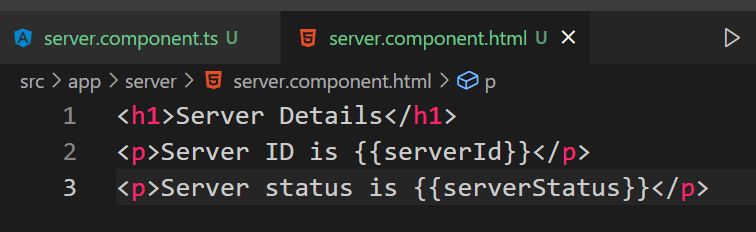 server.component.ts U server.component.html U ×
src > app > server > server.component.html > p
1 <h1>Server Details</h1>
2 <p>Server ID is {{serverId}}</p>
3 <p>Server status is {{serverStatus}}</p>